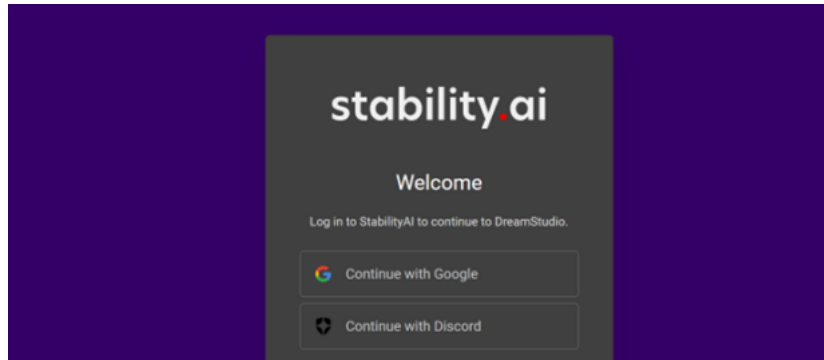 stability.ai
Welcome
Log in to StabilityAI to continue to DreamStudio.
Continue with Google
Continue with Discord